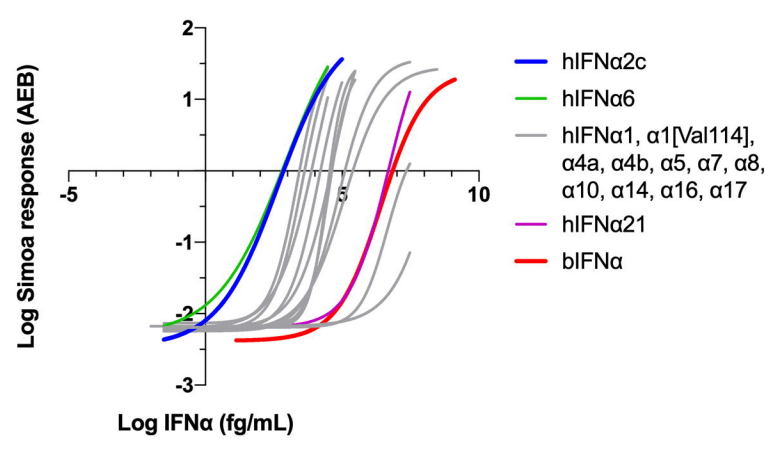 Log Simoa response (AEB)
2
1
-1
-2
-3
-5
5
10
Log IFNα (fg/mL)
hIFNα2c
hIFNα6
hIFNα1, α1[Val114],
α4a, α4b, α5, α7, α8,
α10, α14, α16, α17
hIFNα21
bIFNα